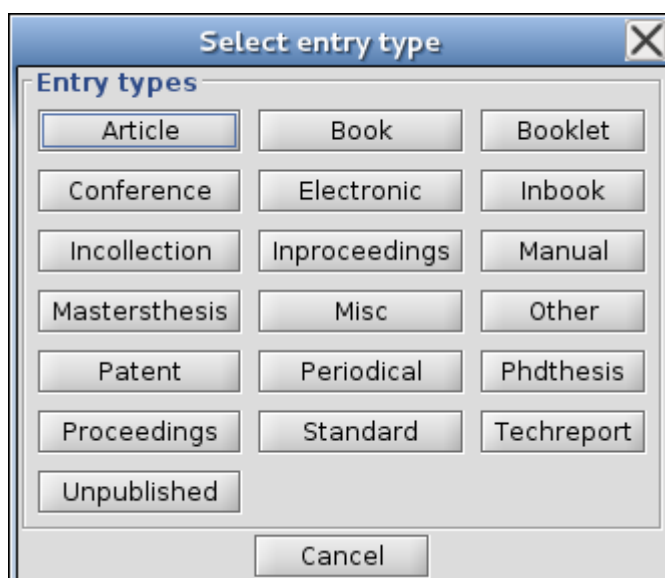 Select entry type
Entry types
Article Book Booklet
Conference Electronic Inbook
Incollection Inproceedings Manual
Mastersthesis Misc Other
Patent Periodical Phdthesis
Proceedings Standard Techreport
Unpublished
Cancel